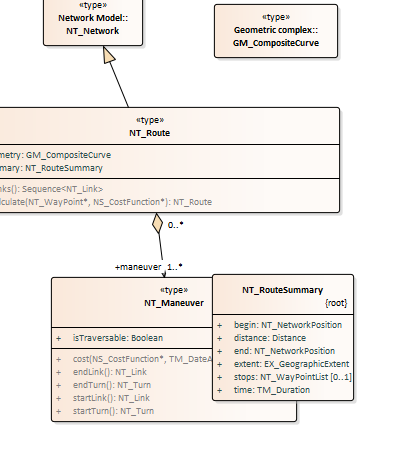 «type»
Network Model::
NT_Network
«type»
Geometric complex::
GM_CompositeCurve
«type»
NT_Route
metry: GM_CompositeCurve
mary: NT_RouteSummary
nks(): Sequence<NT_Link>
lculate(NT_WayPoint*, NS_CostFunction*): NT_Route
0..*
+maneuver 1..*
«type»
NT_Maneuver
+ isTraversable: Boolean
+ cost(NS_CostFunction*, TM_DateA
+ endLink(): NT_Link
+ endTurn(): NT_Turn
+ startLink(): NT_Link
+ startTurn(): NT_Turn
NT_RouteSummary
{root}
+ begin: NT_NetworkPosition
+ distance: Distance
+ end: NT_NetworkPosition
+ extent: EX_GeographicExtent
+ stops: NT_WayPointList [0..1]
+ time: TM_Duration